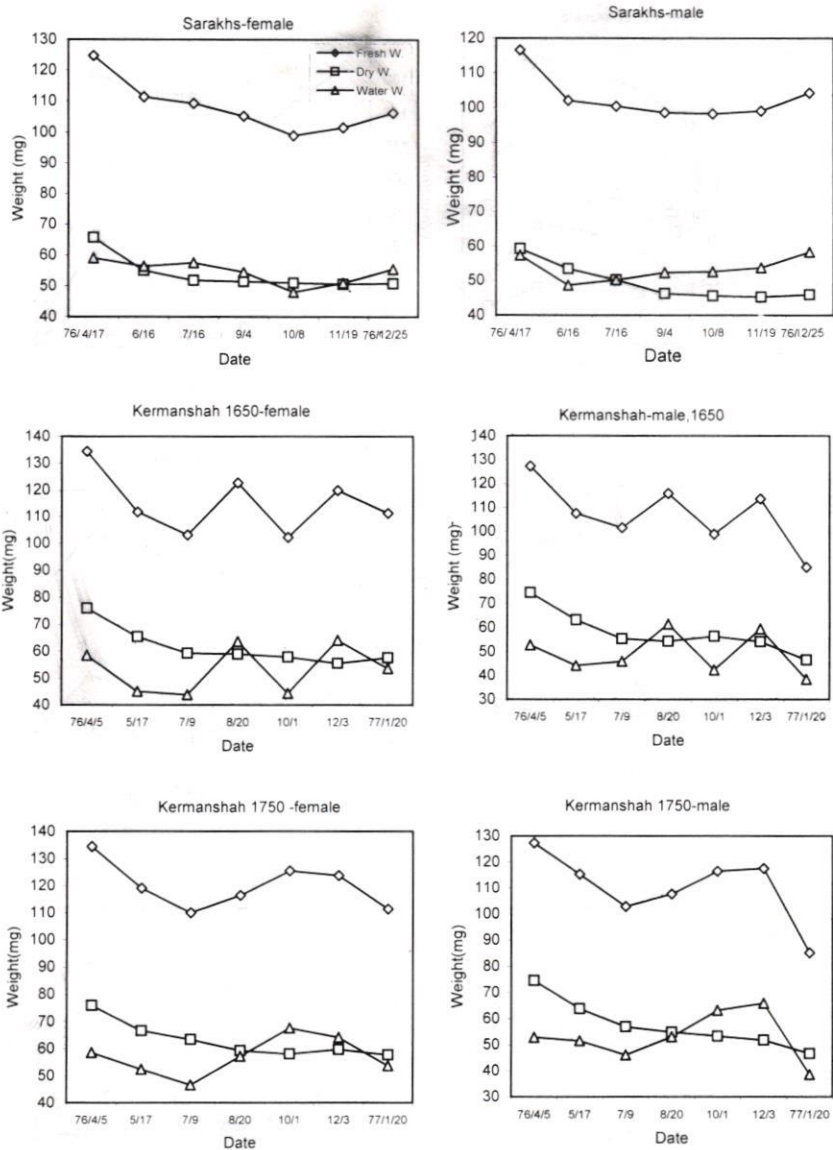 Sarakhs-female
Weight (mg)
130
120
110
100
90
80
70
60
50
40
Fresh W.
Dry W.
Water W.
76/ 4/17 6/16 7/16 9/4 10/8 11/19 76/12/25
Date
Sarakhs-male
Weight (mg)
120
110
100
90
80
70
60
50
40
76/ 4/17 6/16 7/16 9/4 10/8 11/19 76/12/25
Date
Kermanshah 1650-female
Weight(mg)
140
130
120
110
100
90
80
70
60
50
40
76/4/5 5/17 7/9 8/20 10/1 12/3 77/1/20
Date
Kermanshah-male,1650
Weight (mg)
140
130
120
110
100
90
80
70
60
50
40
30
76/4/5 5/17 7/9 8/20 10/1 12/3 77/1/20
Date
Kermanshah 1750 -female
Weight(mg)
140
130
120
110
100
90
80
70
60
50
40
76/4/5 5/17 7/9 8/20 10/1 12/3 77/1/20
Date
Kermanshah 1750-male
Weight(mg)
130
120
110
100
90
80
70
60
50
40
30
76/4/5 5/17 7/9 8/20 10/1 12/3 77/1/20
Date